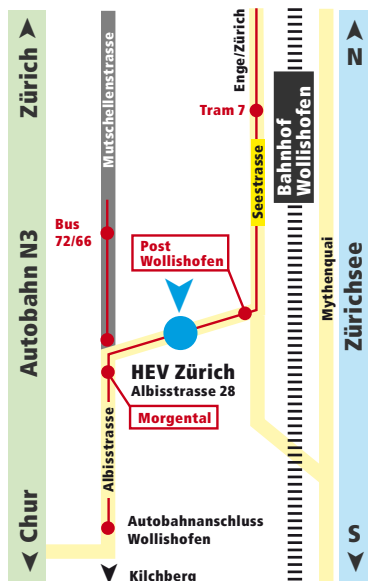 Zürich
Autobahn N3
Chur
Mutschellenstrasse
Enge/Zürich
Tram 7
Seestrasse
Bahnhof
Wollishofen
N
Zürichsee
S
Mythenquai
Bus
72/66
Post
Wollishofen
HEV Zürich
Albisstrasse 28
Morgental
Albisstrasse
Autobahnanschluss
Wollishofen
Kilchberg